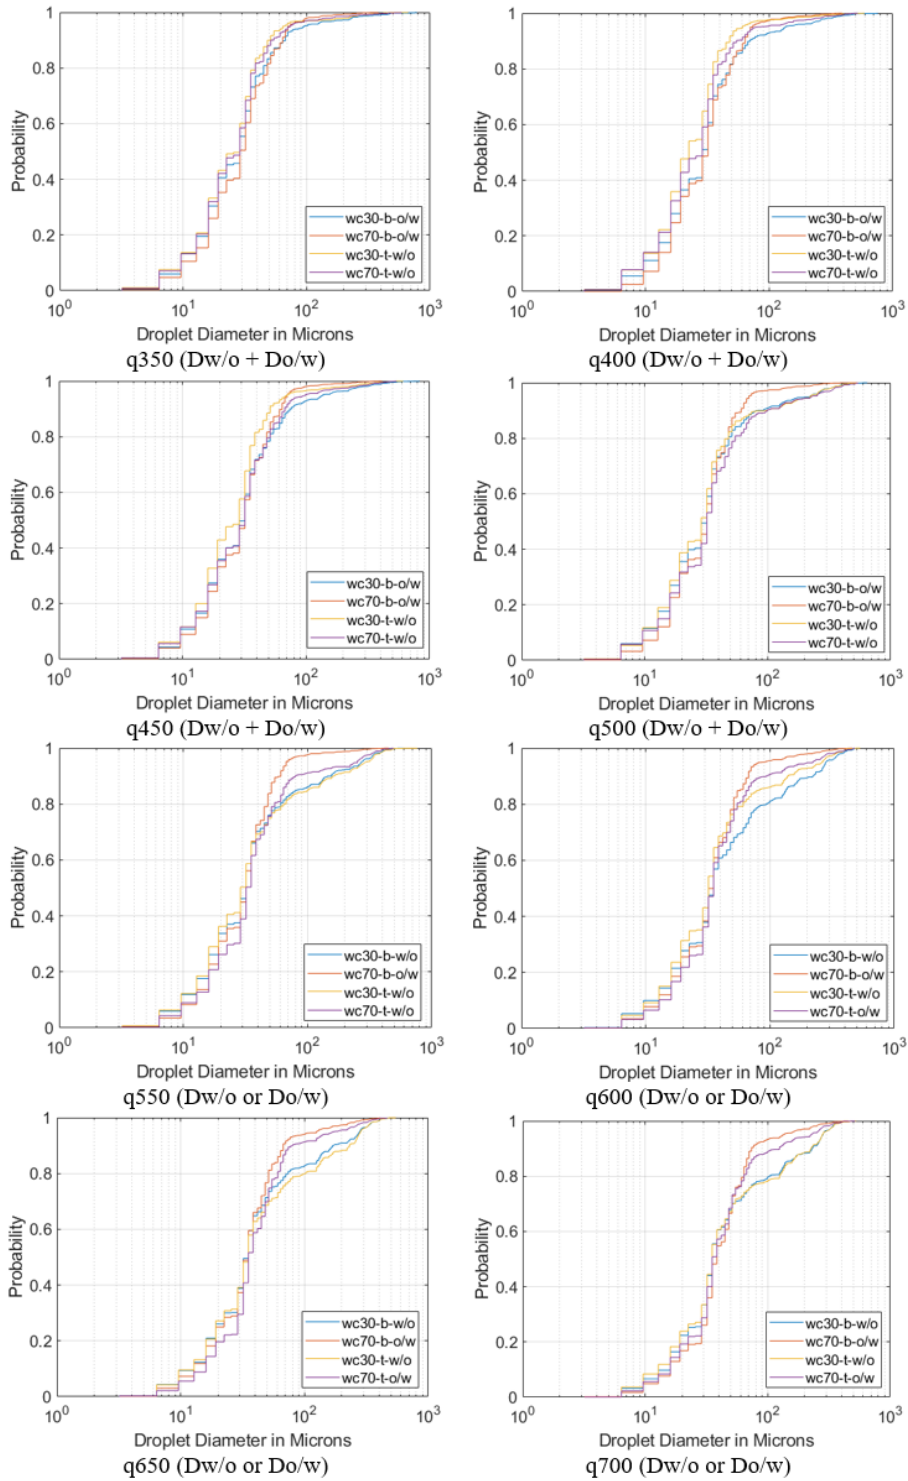 1
0.8
0.6
0.4
0.2
0
Probability
wc30-b-o/w
wc70-b-o/w
wc30-t-w/o
wc70-t-w/o
10^0 10^1 10^2 10^3
Droplet Diameter in Microns
q350 (Dw/o + Do/w)
1
0.8
0.6
0.4
0.2
0
Probability
wc30-b-o/w
wc70-b-o/w
wc30-t-w/o
wc70-t-w/o
10^0 10^1 10^2 10^3
Droplet Diameter in Microns
q400 (Dw/o + Do/w)
1
0.8
0.6
0.4
0.2
0
Probability
wc30-b-o/w
wc70-b-o/w
wc30-t-w/o
wc70-t-w/o
10^0 10^1 10^2 10^3
Droplet Diameter in Microns
q450 (Dw/o + Do/w)
1
0.8
0.6
0.4
0.2
0
Probability
wc30-b-o/w
wc70-b-o/w
wc30-t-w/o
wc70-t-w/o
10^0 10^1 10^2 10^3
Droplet Diameter in Microns
q500 (Dw/o + Do/w)
1
0.8
0.6
0.4
0.2
0
Probability
wc30-b-w/o
wc70-b-o/w
wc30-t-w/o
wc70-t-w/o
10^0 10^1 10^2 10^3
Droplet Diameter in Microns
q550 (Dw/o or Do/w)
1
0.8
0.6
0.4
0.2
0
Probability
wc30-b-w/o
wc70-b-o/w
wc30-t-w/o
wc70-t-o/w
10^0 10^1 10^2 10^3
Droplet Diameter in Microns
q600 (Dw/o or Do/w)
1
0.8
0.6
0.4
0.2
0
Probability
wc30-b-w/o
wc70-b-o/w
wc30-t-w/o
wc70-t-o/w
10^0 10^1 10^2 10^3
Droplet Diameter in Microns
q650 (Dw/o or Do/w)
1
0.8
0.6
0.4
0.2
0
Probability
wc30-b-w/o
wc70-b-o/w
wc30-t-w/o
wc70-t-o/w
10^0 10^1 10^2 10^3
Droplet Diameter in Microns
q700 (Dw/o or Do/w)